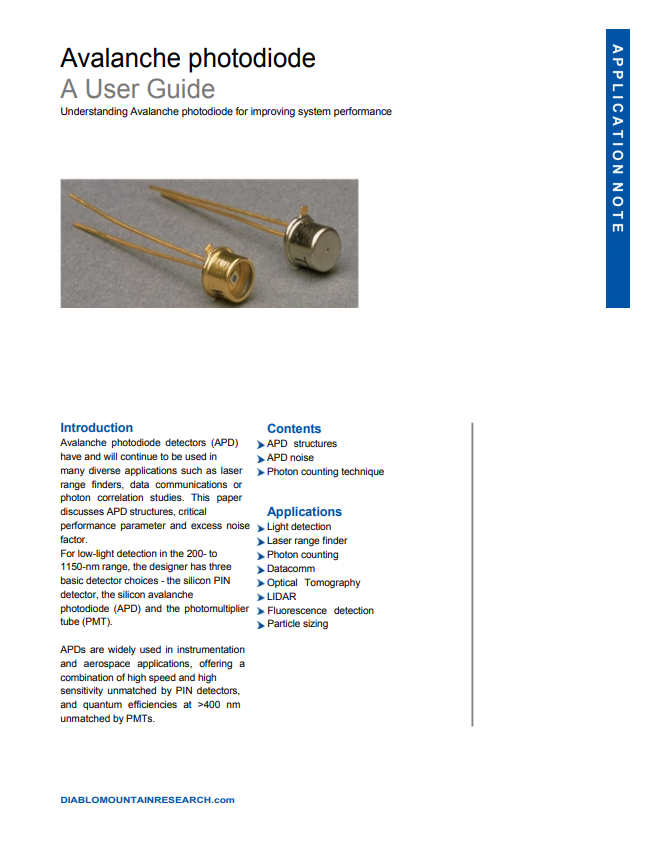 Avalanche photodiode
A User Guide
Understanding Avalanche photodiode for improving system performance
APPLICATION NOTE
Introduction
Avalanche photodiode detectors (APD)
have and will continue to be used in
many diverse applications such as laser
range finders, data communications or
photon correlation studies. This paper
discusses APD structures, critical
performance parameter and excess noise
factor.
For low-light detection in the 200- to
1150-nm range, the designer has three
basic detector choices - the silicon PIN
detector, the silicon avalanche
photodiode (APD) and the photomultiplier
tube (PMT).
APDs are widely used in instrumentation
and aerospace applications, offering a
combination of high speed and high
sensitivity unmatched by PIN detectors,
and quantum efficiencies at >400 nm
unmatched by PMTs.
Contents
APD structures
APD noise
Photon counting technique
Applications
Light detection
Laser range finder
Photon counting
Datacomm
Optical Tomography
LIDAR
Fluorescence detection
Particle sizing
DIABLOMOUNTAINRESEARCH.com